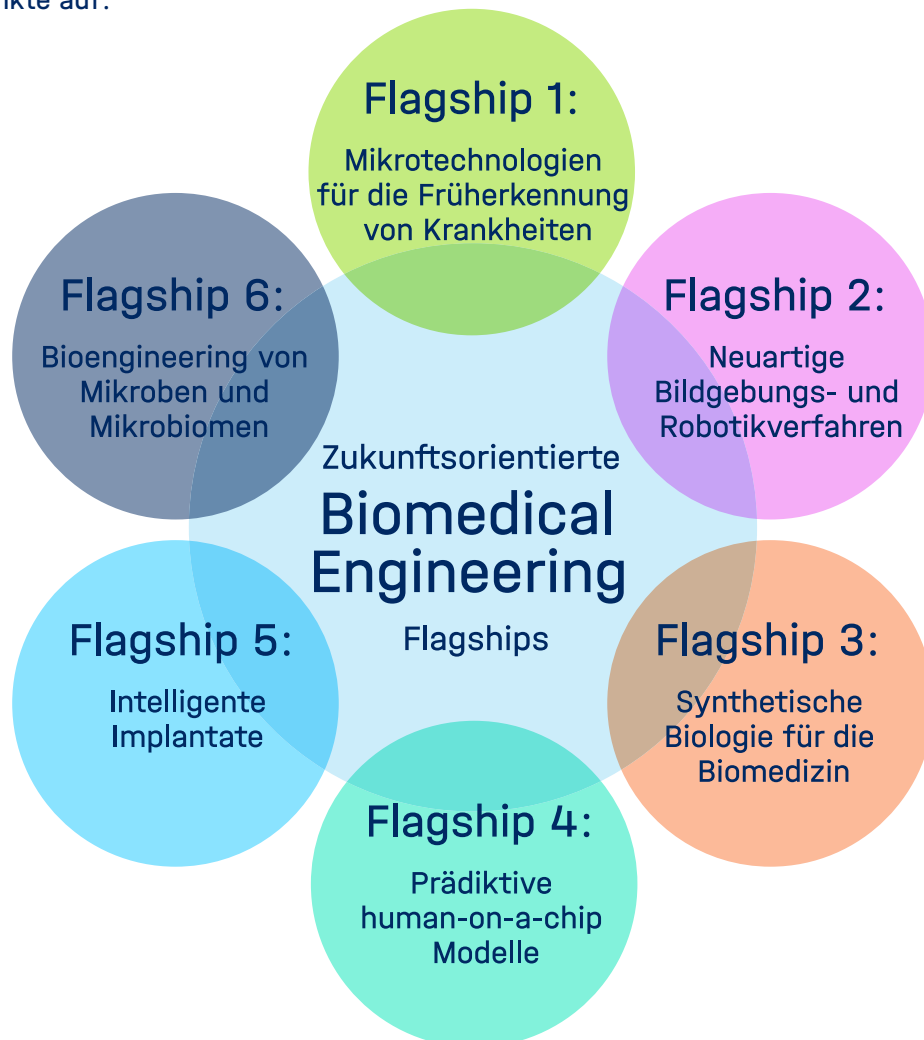 auf.
Flagship 1:
Mikrotechnologien
für die Früherkennung
von Krankheiten
Flagship 2:
Neuartige
Bildgebungs- und
Robotikverfahren
Flagship 3:
Synthetische
Biologie für die
Biomedizin
Flagship 4:
Prädiktive
human-on-a-chip
Modelle
Flagship 5:
Intelligente
Implantate
Flagship 6:
Bioengineering von
Mikroben und
Mikrobiomen
Zukunftsorientierte
Biomedical
Engineering
Flagships